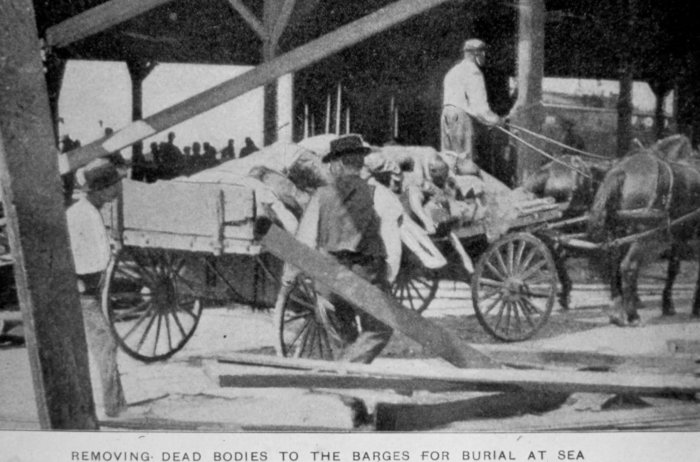 REMOVING DEAD BODIES TO THE BARGES FOR BURIAL AT SEA